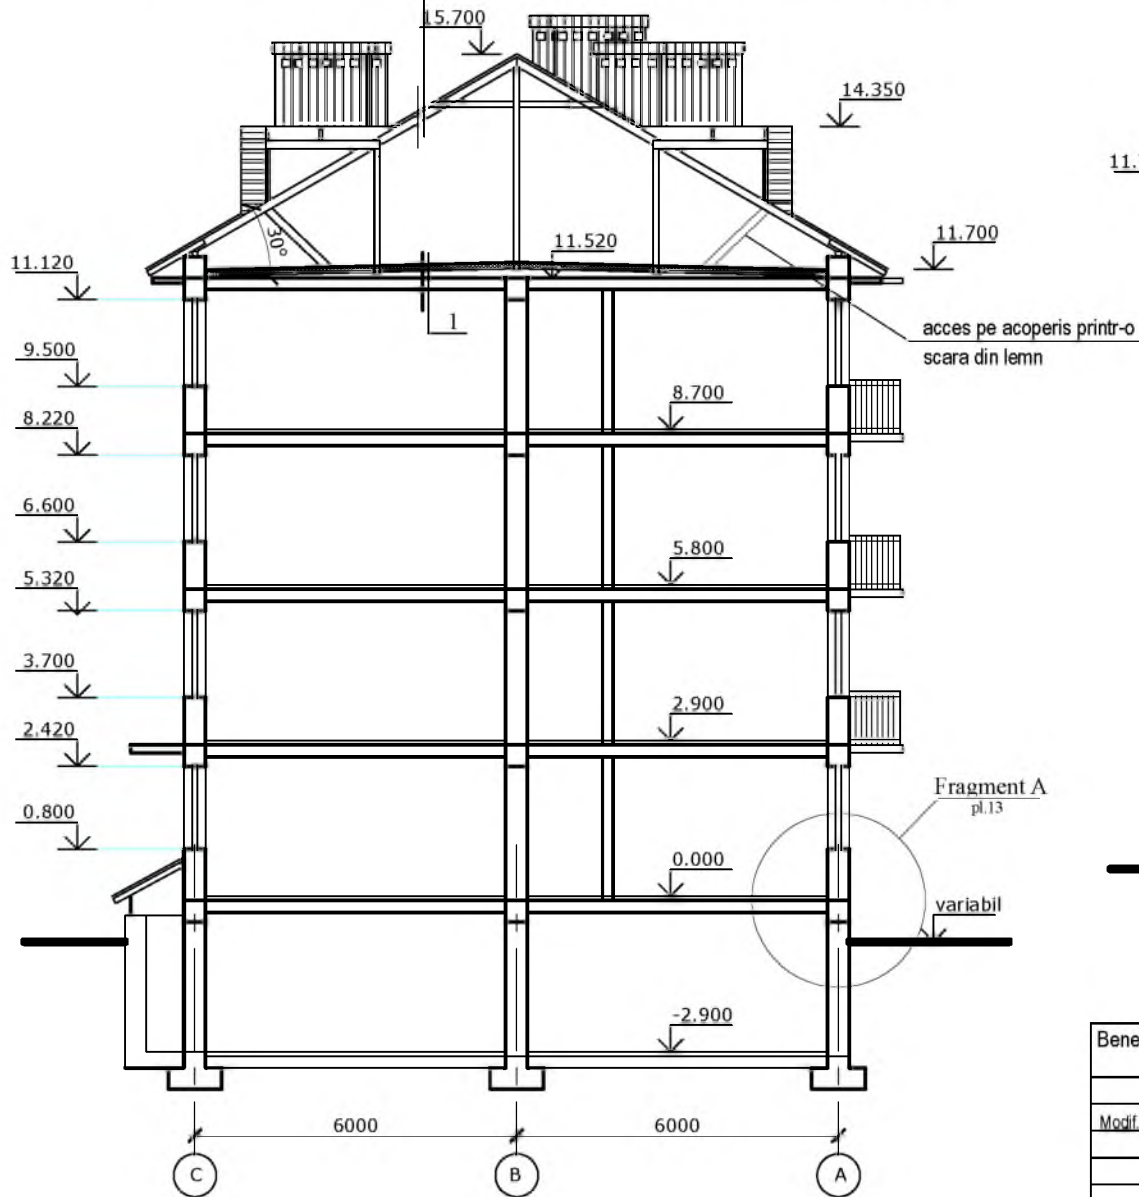 15.700
14.350
11.
30°
11.520
11.700
11.120
1
acces pe acoperis printr-o
scara din lemn
9.500
8.700
8.220
6.600
5.800
5.320
3.700
2.900
2.420
Fragment A
pl.13
0.800
0.000
variabil
-2.900
Bene
Modif.
6000
6000
C
B
A